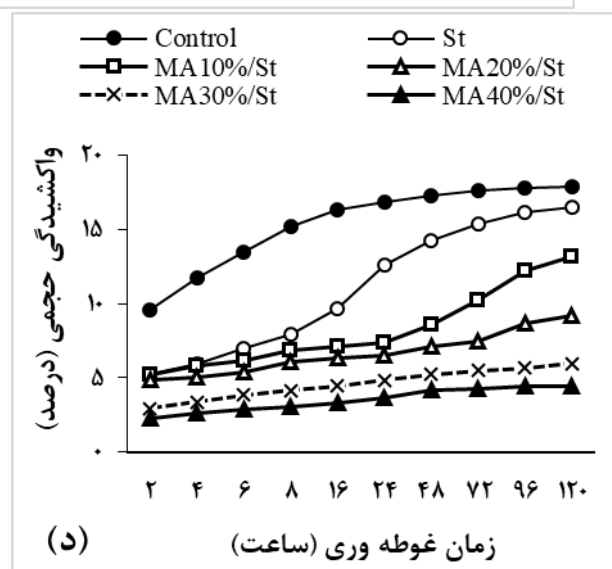 Control St
MA10%/St MA20%/St
MA30%/St MA40%/St
واکشیدگی حجمی (درصد)
۲۰
۱۵
۱۰
۵
۰
۲ ۴ ۶ ۸ ۱۶ ۲۴ ۴۸ ۷۲ ۹۶ ۱۲۰
زمان غوطه وری (ساعت)
(د)